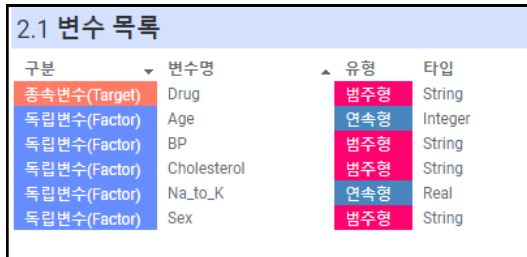 2.1 변수 목록
구분 변수명 유형 타입
종속변수(Target) Drug 범주형 String
독립변수(Factor) Age 연속형 Integer
독립변수(Factor) BP 범주형 String
독립변수(Factor) Cholesterol 범주형 String
독립변수(Factor) Na_to_K 연속형 Real
독립변수(Factor) Sex 범주형 String